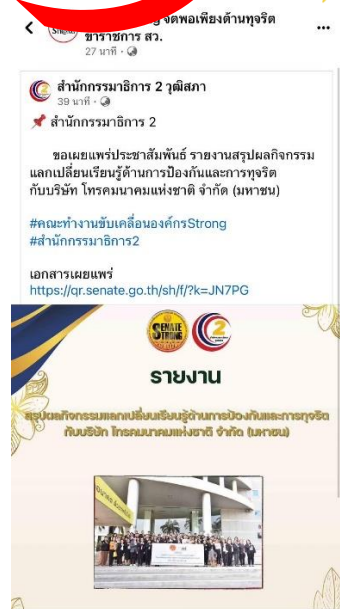 จิตพอเพียงด้านทุจริต
ข้าราชการ สว.
27 นาที
สำนักกรรมาธิการ 2 วุฒิสภา
39 นาที
📌 สำนักกรรมาธิการ 2
ขอเผยแพร่ประชาสัมพันธ์ รายงานสรุปผลกิจกรรม
แลกเปลี่ยนเรียนรู้ด้านการป้องกันและการทุจริต
กับบริษัท โทรคมนาคมแห่งชาติ จำกัด (มหาชน)
#คณะทำงานขับเคลื่อนองค์กรStrong
#สำนักกรรมาธิการ2
เอกสารเผยแพร่
https://qr.senate.go.th/sh/f/?k=JN7PG
SENATE
STRONG
2
รายงาน
สรุปผลกิจกรรมแลกเปลี่ยนเรียนรู้ด้านการป้องกันและการทุจริต
กับบริษัท โทรคมนาคมแห่งชาติ จำกัด (มหาชน)